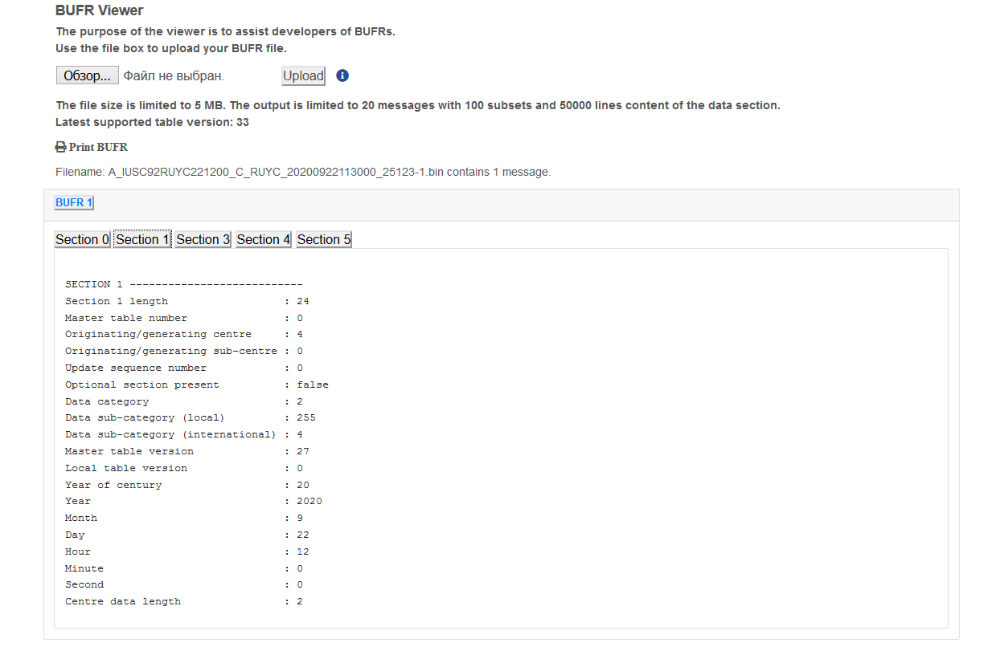 BUFR Viewer
The purpose of the viewer is to assist developers of BUFRs.
Use the file box to upload your BUFR file.
Обзор... Файл не выбран. Upload
The file size is limited to 5 MB. The output is limited to 20 messages with 100 subsets and 50000 lines content of the data section.
Latest supported table version: 33
Print BUFR
Filename: A_IUSC92RUYC221200_C_RUYC_20200922113000_25123-1.bin contains 1 message.
BUFR 1
Section 0 Section 1 Section 3 Section 4 Section 5
SECTION 1 ---------------------------
Section 1 length : 24
Master table number : 0
Originating/generating centre : 4
Originating/generating sub-centre : 0
Update sequence number : 0
Optional section present : false
Data category : 2
Data sub-category (local) : 255
Data sub-category (international) : 4
Master table version : 27
Local table version : 0
Year of century : 20
Year : 2020
Month : 9
Day : 22
Hour : 12
Minute : 0
Second : 0
Centre data length : 2